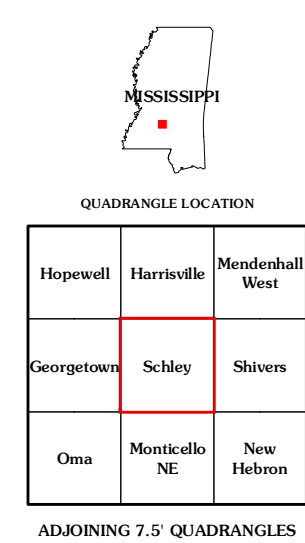 MISSISSIPPI
QUADRANGLE LOCATION
Hopewell
Harrisville
Mendenhall
West
Georgetown
Schley
Shivers
Oma
Monticello
NE
New
Hebron
ADJOINING 7.5' QUADRANGLES